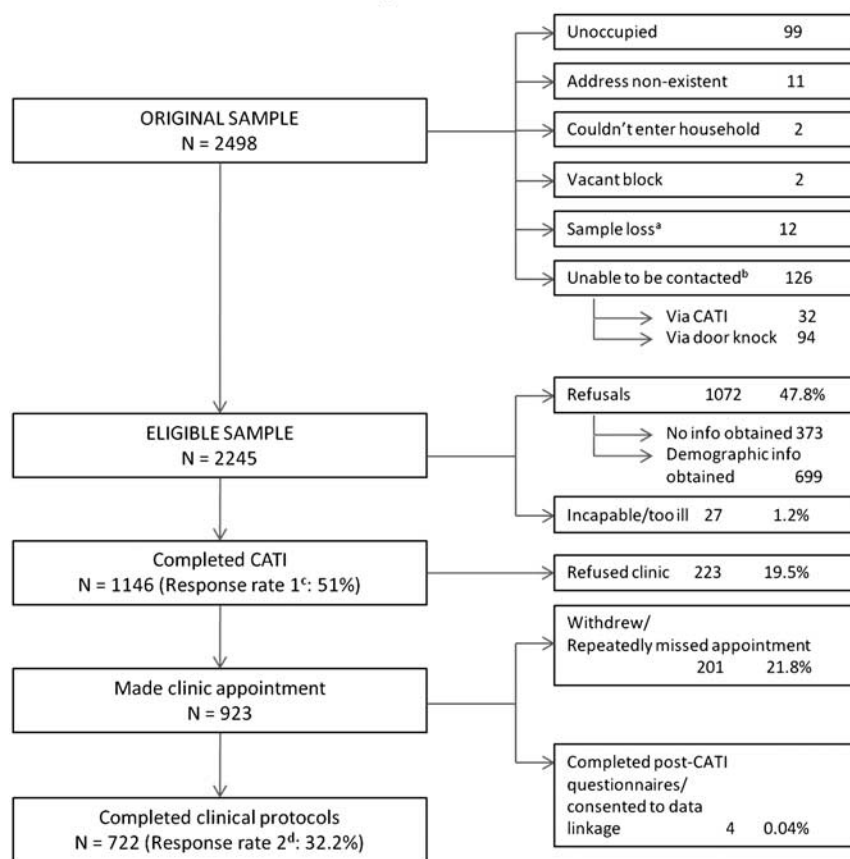 Unoccupied 99
Address non-existent 11
ORIGINAL SAMPLE
N = 2498
Couldn't enter household 2
Vacant block 2
Sample lossᵃ 12
Unable to be contactedᵇ 126
Via CATI 32
Via door knock 94
Refusals 1072 47.8%
No info obtained 373
Demographic info
obtained 699
ELIGIBLE SAMPLE
N = 2245
Incapable/too ill 27 1.2%
Completed CATI
N = 1146 (Response rate 1ᶜ: 51%)
Refused clinic 223 19.5%
Withdrew/
Repeatedly missed appointment
201 21.8%
Made clinic appointment
N = 923
Completed post-CATI
questionnaires/
consented to data
linkage 4 0.04%
Completed clinical protocols
N = 722 (Response rate 2ᵈ: 32.2%)